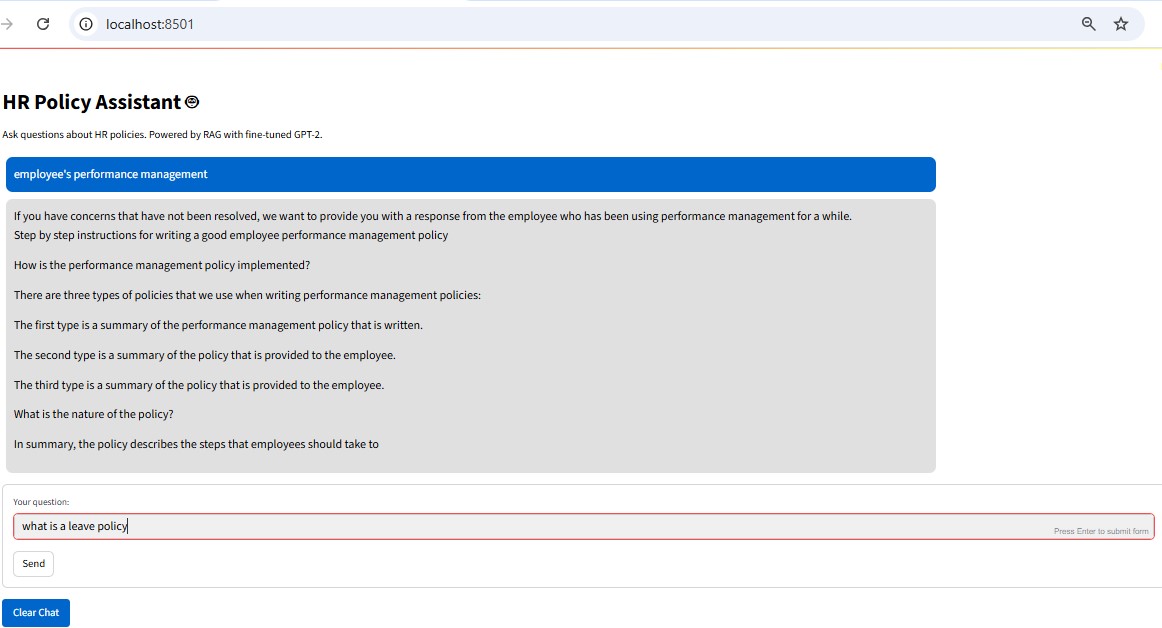 localhost:8501
HR Policy Assistant
Ask questions about HR policies. Powered by RAG with fine-tuned GPT-2.
employee's performance management
If you have concerns that have not been resolved, we want to provide you with a response from the employee who has been using performance management for a while.
Step by step instructions for writing a good employee performance management policy
How is the performance management policy implemented?
There are three types of policies that we use when writing performance management policies:
The first type is a summary of the performance management policy that is written.
The second type is a summary of the policy that is provided to the employee.
The third type is a summary of the policy that is provided to the employee.
What is the nature of the policy?
In summary, the policy describes the steps that employees should take to
Your question:
what is a leave policy
Press Enter to submit form
Send
Clear Chat